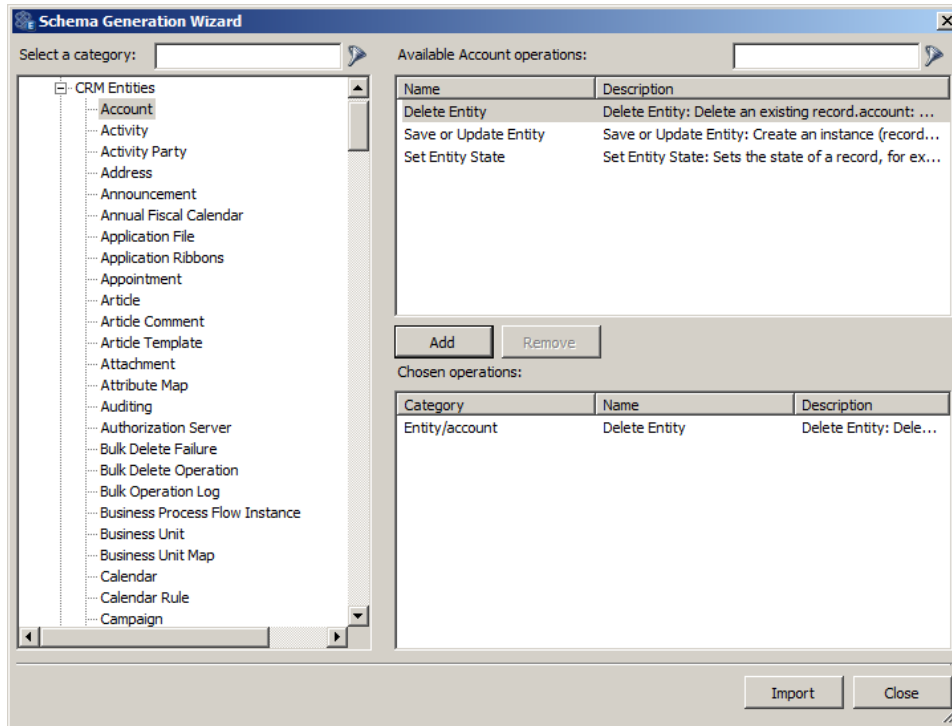 Schema Generation Wizard
Select a category:
CRM Entities
Account
Activity
Activity Party
Address
Announcement
Annual Fiscal Calendar
Application File
Application Ribbons
Appointment
Article
Article Comment
Article Template
Attachment
Attribute Map
Auditing
Authorization Server
Bulk Delete Failure
Bulk Delete Operation
Bulk Operation Log
Business Process Flow Instance
Business Unit
Business Unit Map
Calendar
Calendar Rule
Campaign
Available Account operations:
Name Description
Delete Entity Delete Entity: Delete an existing record.account: ...
Save or Update Entity Save or Update Entity: Create an instance (record...
Set Entity State Set Entity State: Sets the state of a record, for ex...
Add Remove
Chosen operations:
Category Name Description
Entity/account Delete Entity Delete Entity: Dele...
Import Close